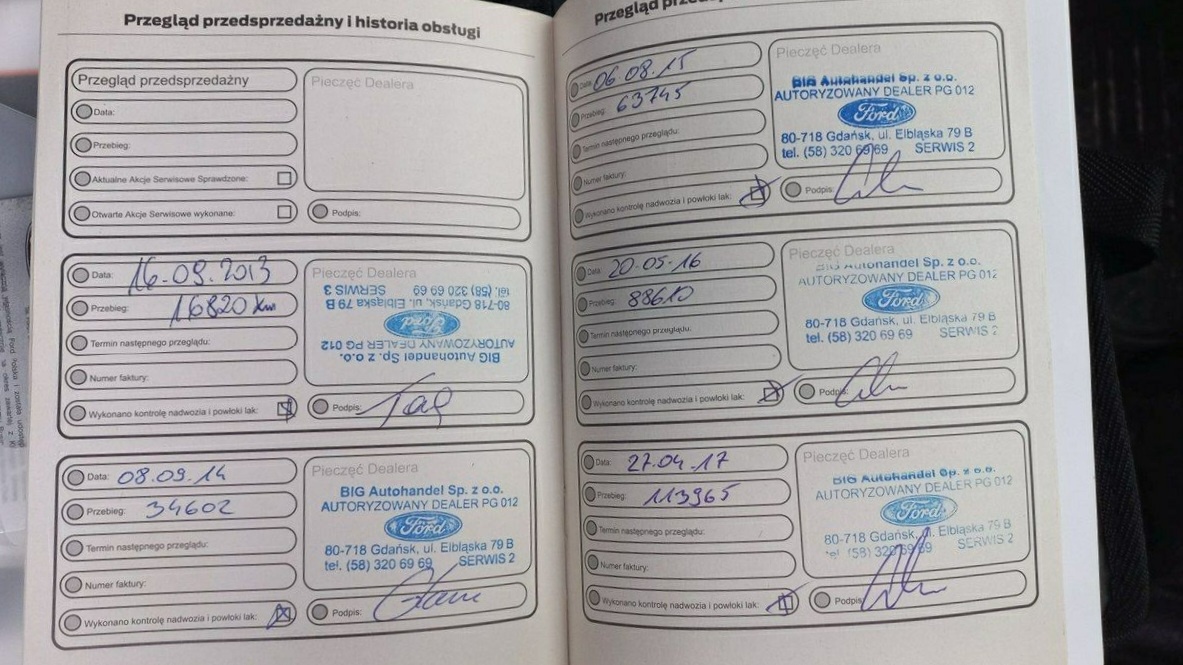 Przegląd przedsprzedażny i historia obsługi
Przegląd przedsprzedażny
Pieczęć Dealera
Data:
Przebieg:
Aktualne Akcje Serwisowe Sprawdzone:
Otwarte Akcje Serwisowe wykonane:
Podpis:
Data: 16.09.2013
Przebieg: 16820 km
Termin następnego przeglądu:
Numer faktury:
Wykonano kontrolę nadwozia i powłoki lak:
Pieczęć Dealera
BIG Autohandel Sp. z o.o.
AUTORYZOWANY DEALER PG 012
Ford
80-718 Gdańsk, ul. Elbląska 79 B
tel. (58) 320 69 69 SERWIS 3
Podpis:
Data: 08.09.14
Przebieg: 34602
Termin następnego przeglądu:
Numer faktury:
Wykonano kontrolę nadwozia i powłoki lak:
Pieczęć Dealera
BIG Autohandel Sp. z o.o.
AUTORYZOWANY DEALER PG 012
Ford
80-718 Gdańsk, ul. Elbląska 79 B
tel. (58) 320 69 69 SERWIS 2
Podpis:
Przegląd
Data: 06.08.15
Przebieg: 63745
Termin następnego przeglądu:
Numer faktury:
Wykonano kontrolę nadwozia i powłoki lak:
Pieczęć Dealera
BIG Autohandel Sp. z o.o.
AUTORYZOWANY DEALER PG 012
Ford
80-718 Gdańsk, ul. Elbląska 79 B
tel. (58) 320 69 69 SERWIS 2
Podpis:
Data: 20-05-16
Przebieg: 88610
Termin następnego przeglądu:
Numer faktury:
Wykonano kontrolę nadwozia i powłoki lak:
Pieczęć Dealera
BIG Autohandel Sp. z o.o.
AUTORYZOWANY DEALER PG 012
Ford
80-718 Gdańsk, ul. Elbląska 79 B
tel. (58) 320 69 69 SERWIS 2
Podpis:
Data: 27.04.17
Przebieg: 113965
Termin następnego przeglądu:
Numer faktury:
Wykonano kontrolę nadwozia i powłoki lak:
Pieczęć Dealera
BIG Autohandel Sp. z o.o.
AUTORYZOWANY DEALER PG 012
Ford
80-718 Gdańsk, ul. Elbląska 79 B
tel. (58) 320 69 69 SERWIS 2
Podpis: